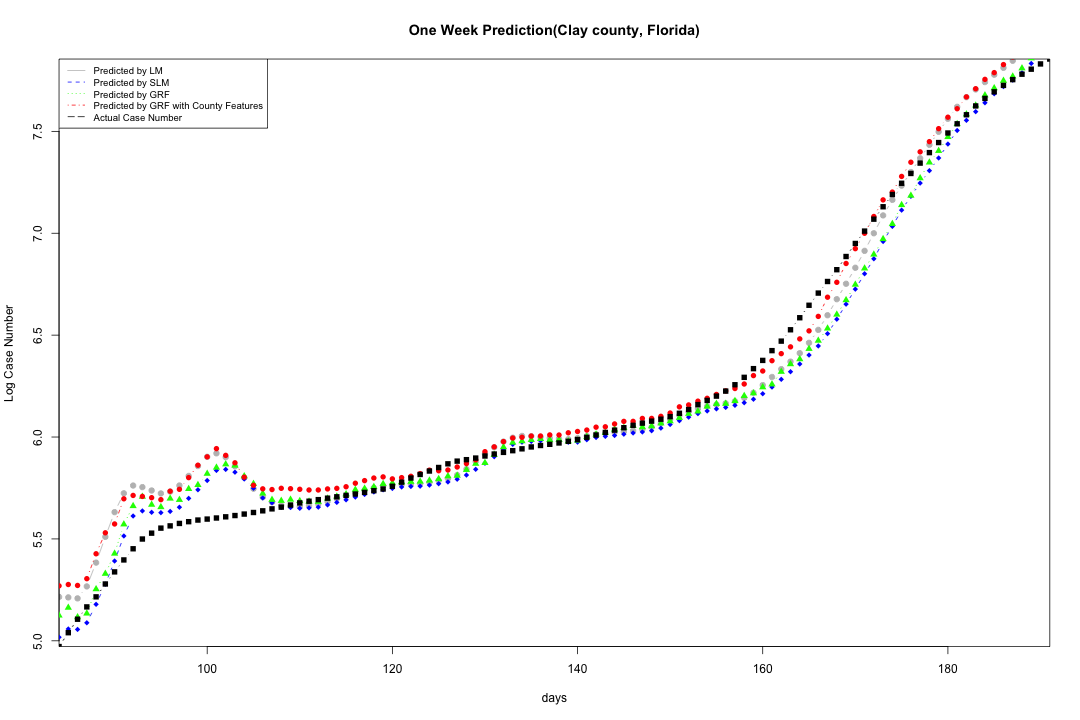 One Week Prediction(Clay county, Florida)
Predicted by LM
Predicted by SLM
Predicted by GRF
Predicted by GRF with County Features
Actual Case Number
Log Case Number
7.5
7.0
6.5
6.0
5.5
5.0
100 120 140 160 180
days